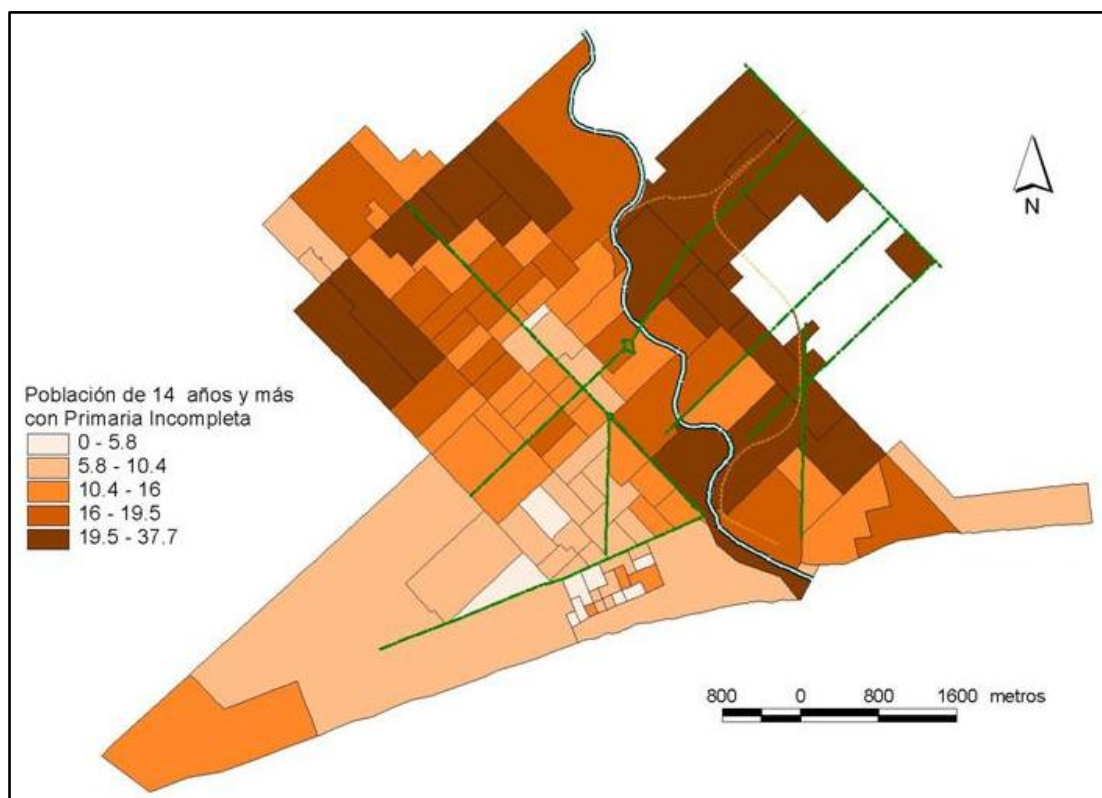 N
Población de 14 años y más
con Primaria Incompleta
0 - 5.8
5.8 - 10.4
10.4 - 16
16 - 19.5
19.5 - 37.7
800 0 800 1600 metros